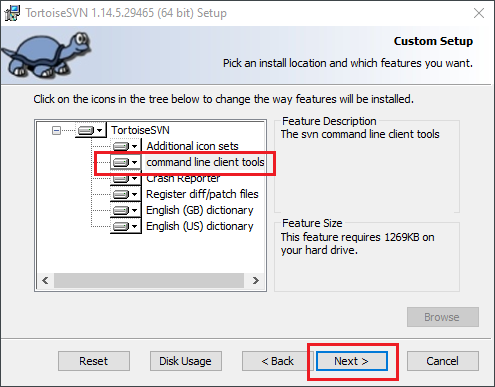 TortoiseSVN 1.14.5.29465 (64 bit) Setup
Custom Setup
Pick an install location and which features you want.
Click on the icons in the tree below to change the way features will be installed.
TortoiseSVN
Additional icon sets
command line client tools
Crash Reporter
Register diff/patch files
English (GB) dictionary
English (US) dictionary
Feature Description
The svn command line client tools
Feature Size
This feature requires 1269KB on
your hard drive.
Browse
Reset
Disk Usage
< Back
Next >
Cancel